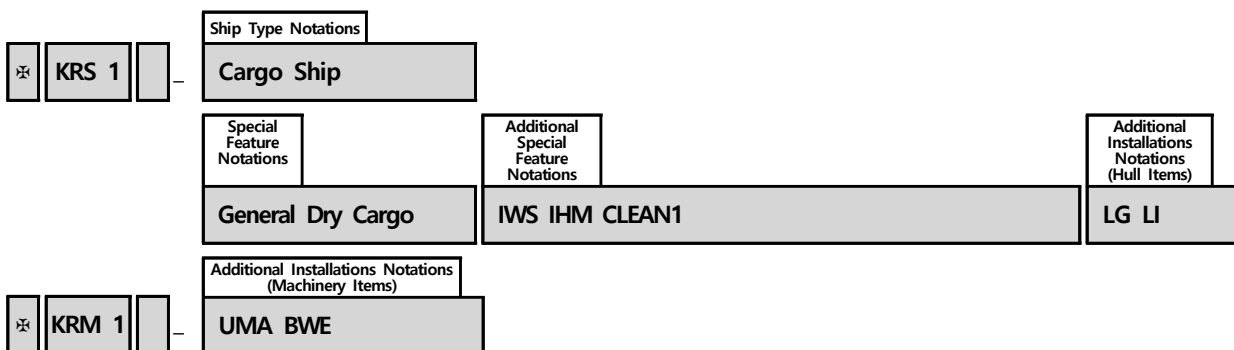 Ship Type Notations
✠ KRS 1 _ Cargo Ship
Special
Feature
Notations
Additional
Special
Feature
Notations
Additional
Installations
Notations
(Hull Items)
General Dry Cargo
IWS IHM CLEAN1
LG LI
Additional Installations Notations
(Machinery Items)
✠ KRM 1 _ UMA BWE